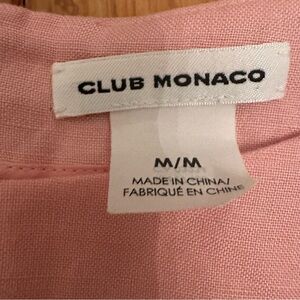 CLUB MONACO
M/M
MADE IN CHINA/
FABRIQUÉ EN CHINE